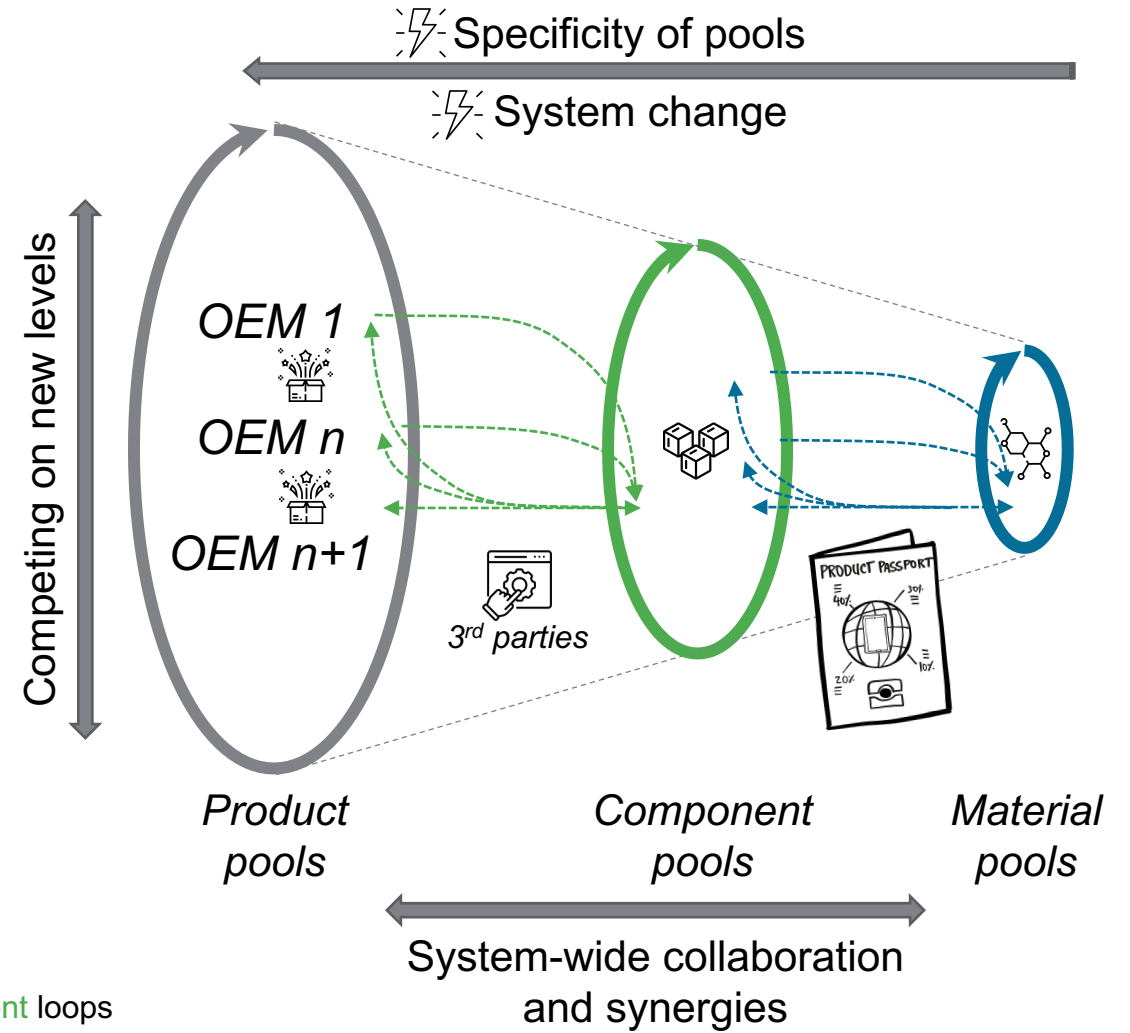 Specificity of pools
System change
Competing on new levels
OEM 1
OEM n
OEM n+1
3rd parties
PRODUCT PASSPORT
40%
30%
20%
10%
Product
pools
Component
pools
Material
pools
System-wide collaboration
and synergies
nt loops